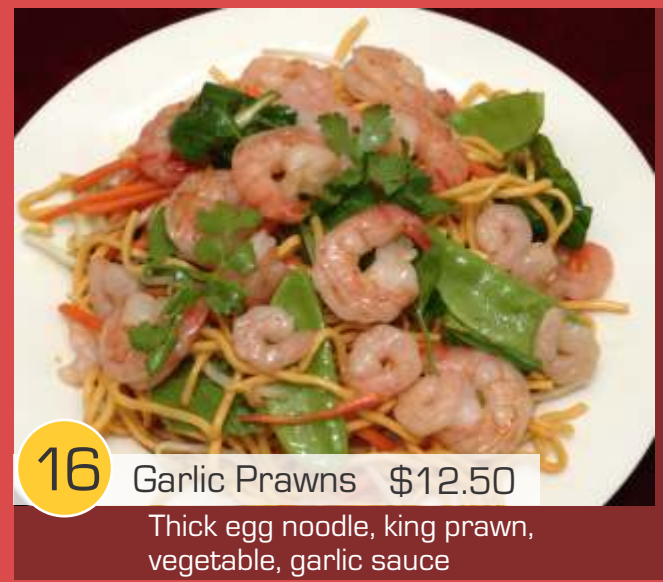 16 Garlic Prawns $12.50
Thick egg noodle, king prawn,
vegetable, garlic sauce